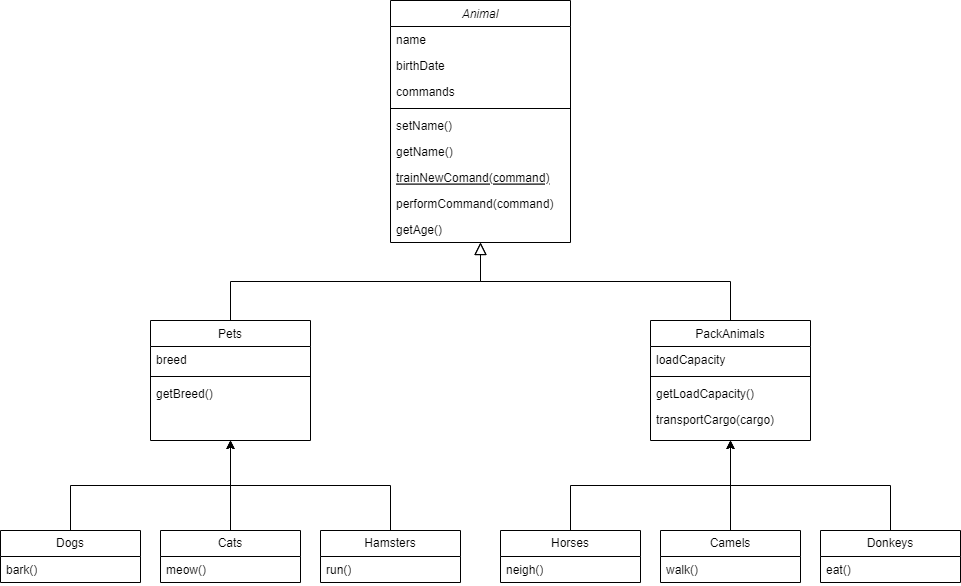 Animal
name
birthDate
commands
setName()
getName()
trainNewComand(command)
performCommand(command)
getAge()
Pets
breed
getBreed()
PackAnimals
loadCapacity
getLoadCapacity()
transportCargo(cargo)
Dogs
bark()
Cats
meow()
Hamsters
run()
Horses
neigh()
Camels
walk()
Donkeys
eat()